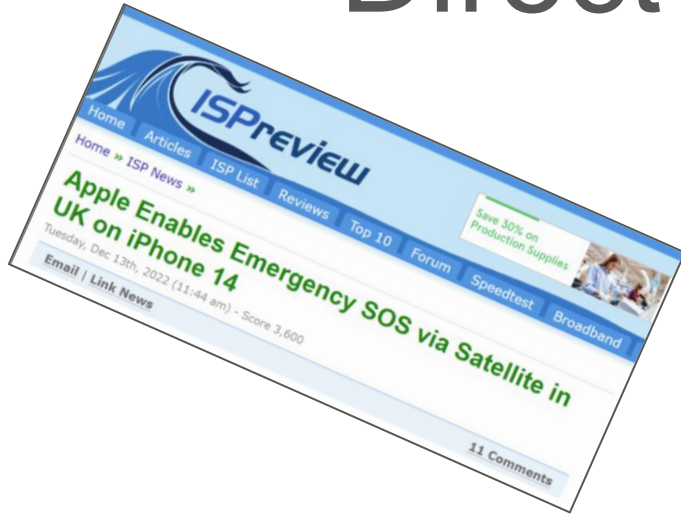 Direct
ISPreview
Home Articles ISP List Reviews Top 10 Forum Speedtest Broadband
Save 30% on
Production Supplies
Home » ISP News »
Apple Enables Emergency SOS via Satellite in
UK on iPhone 14
Tuesday, Dec 13th, 2022 (11:44 am) - Score 3,600
Email | Link News
11 Comments